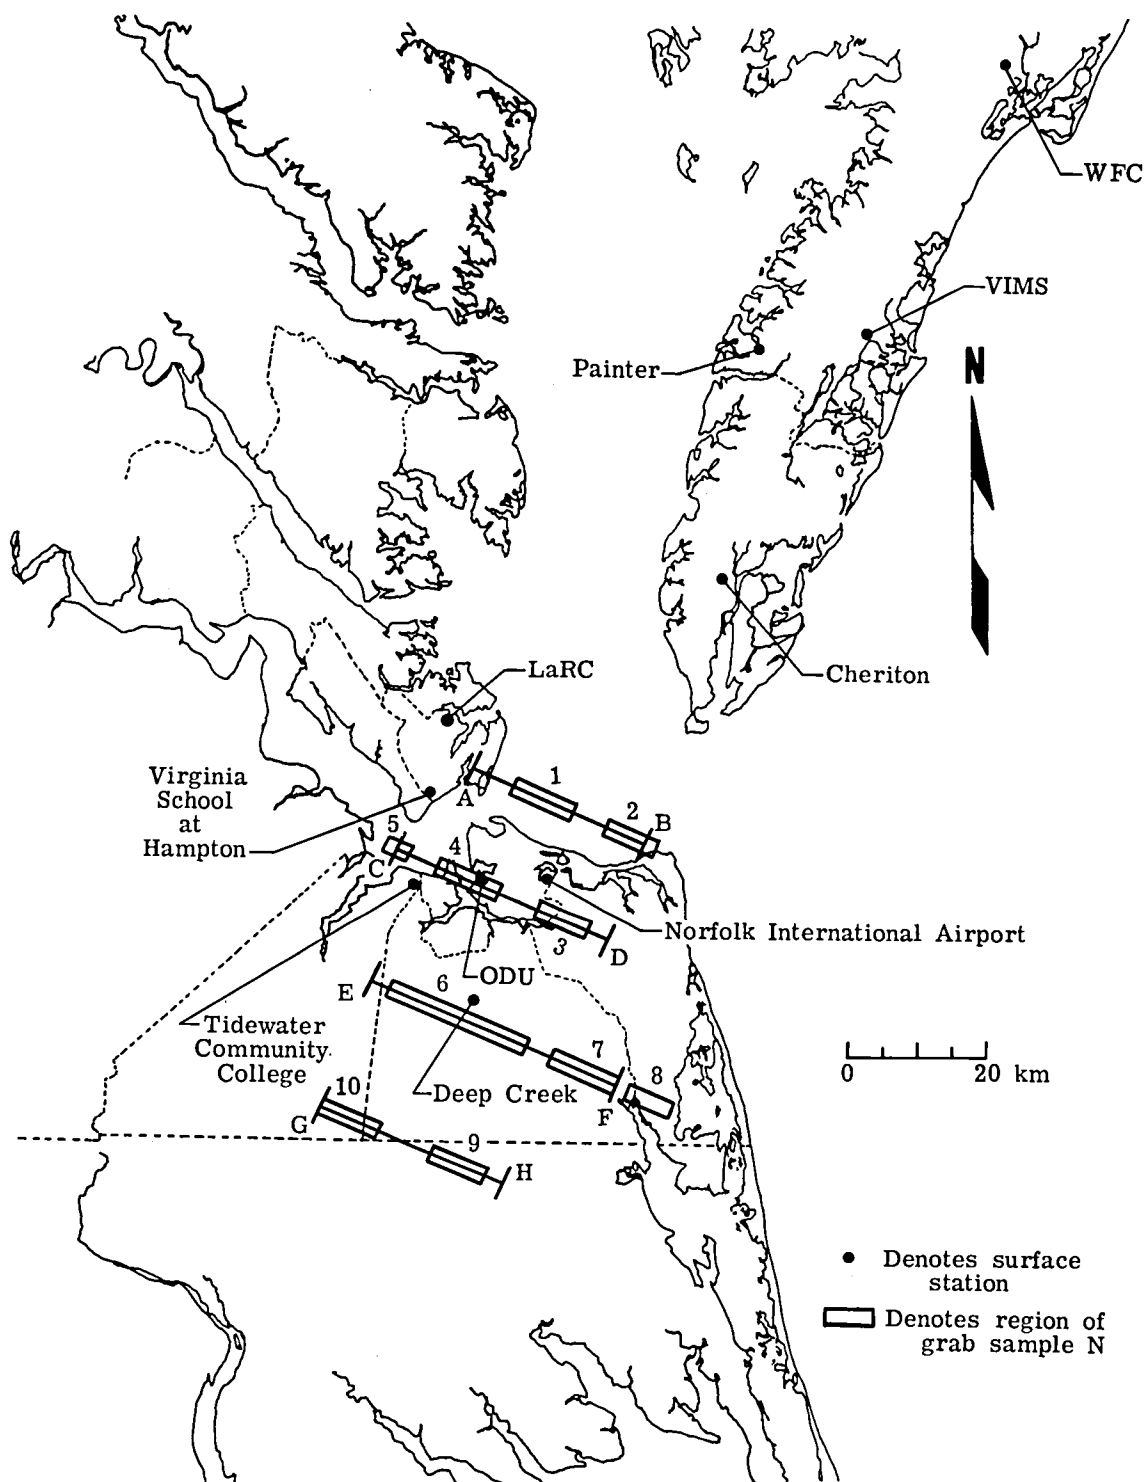 WFC
VIMS
Painter
N
Cheriton
LaRC
Virginia
School
at
Hampton
A
1
2
B
5
4
C
3
D
Norfolk International Airport
ODU
E
6
Tidewater
Community
College
Deep Creek
7
8
F
0 20 km
10
G
9
H
Denotes surface
station
Denotes region of
grab sample N